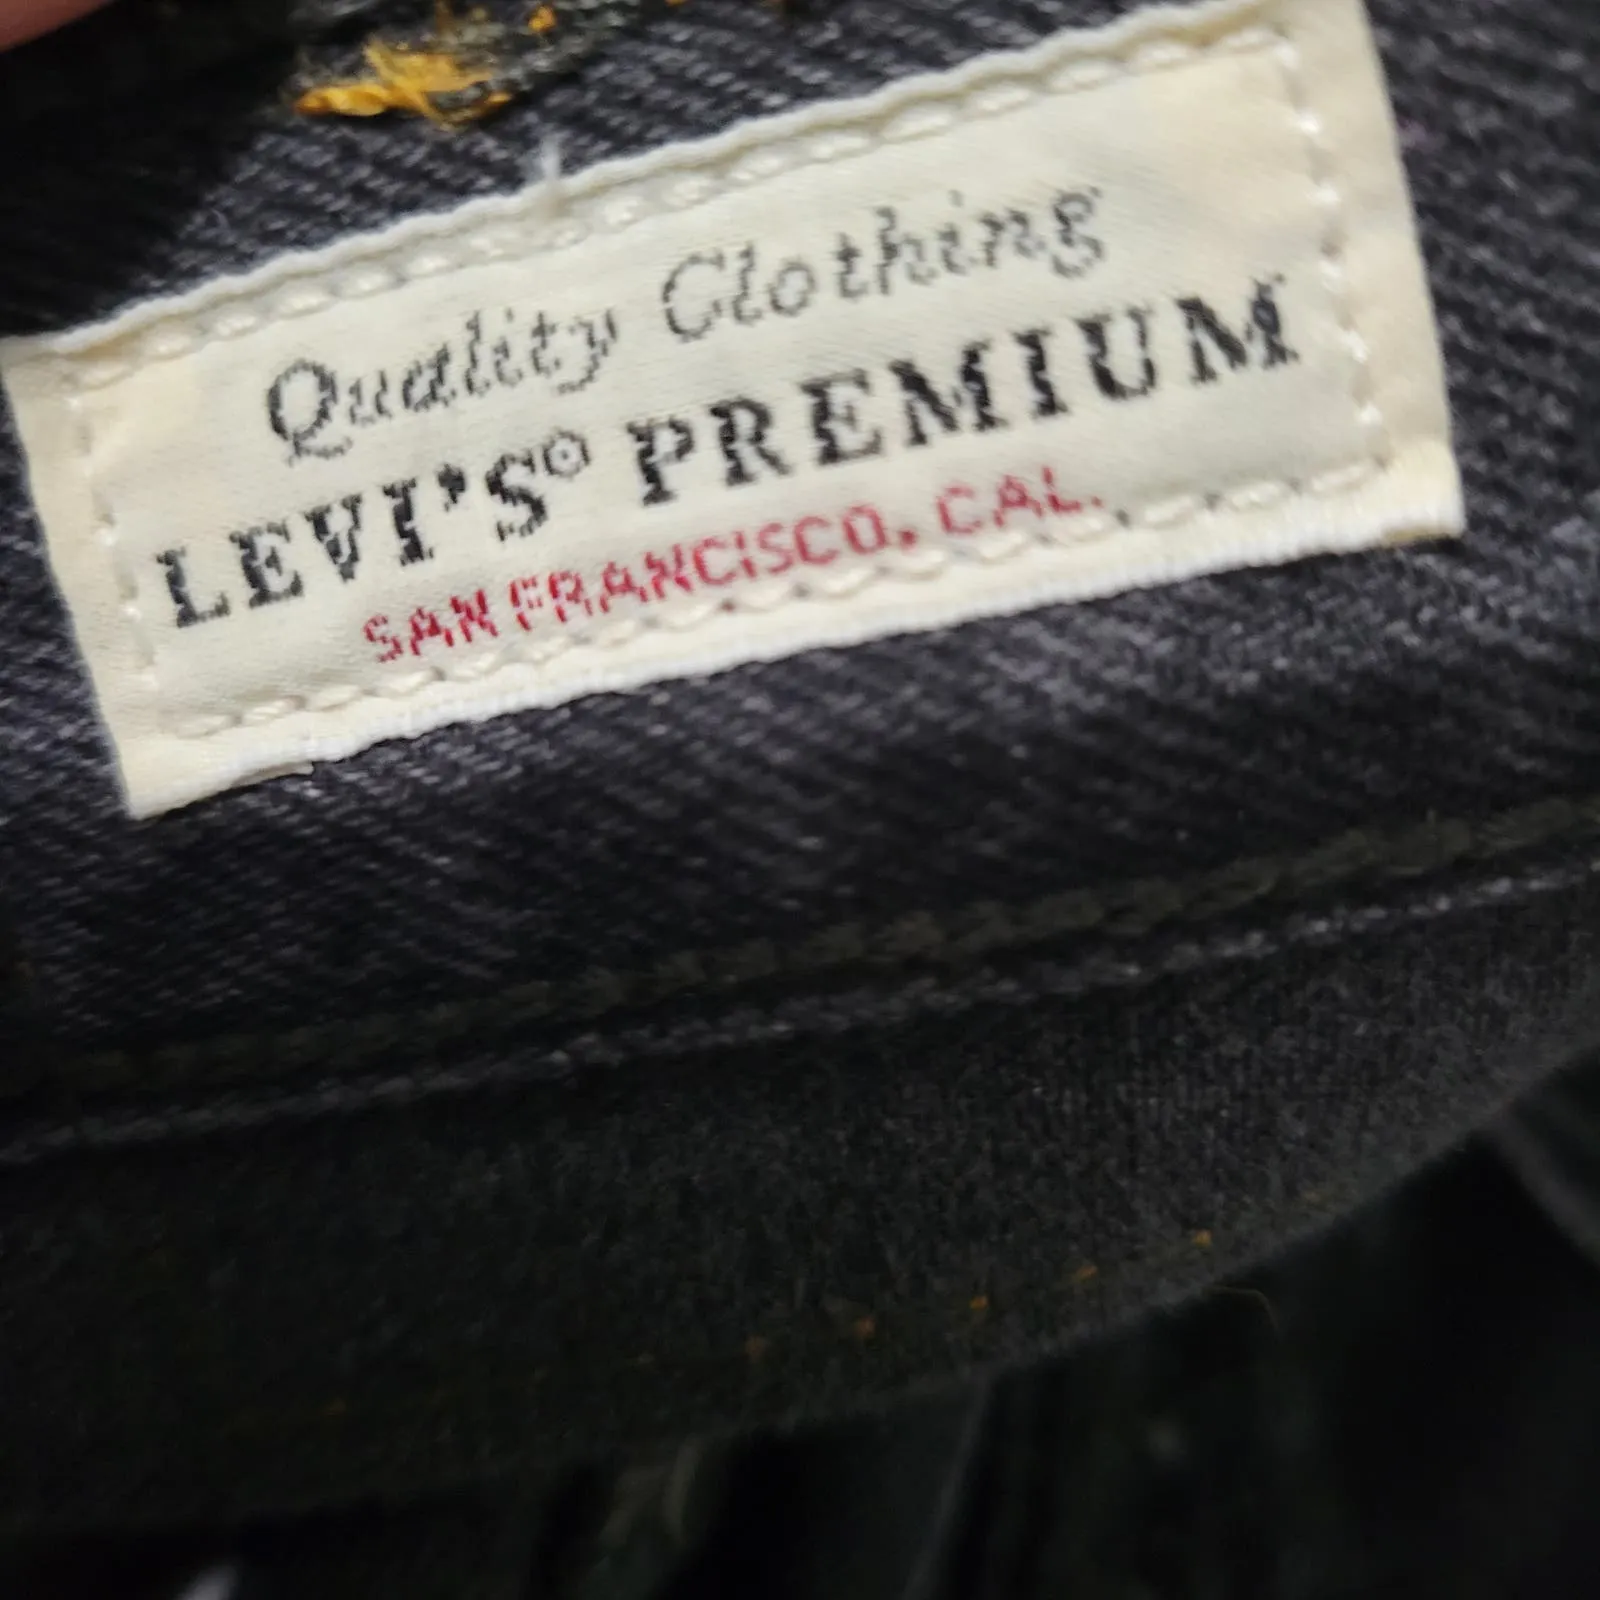 Quality Clothing
LEVI'S® PREMIUM
SAN FRANCISCO, CAL.